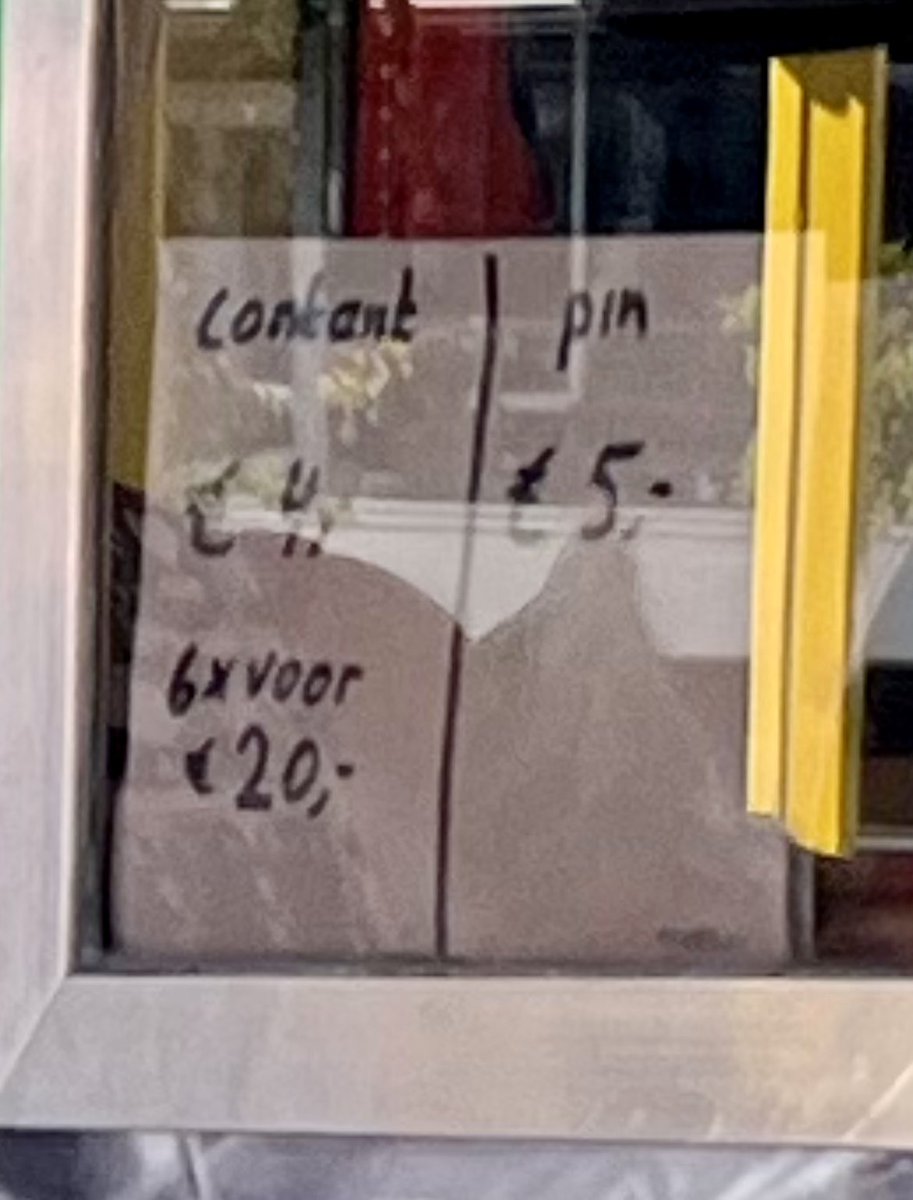 contant
pin
€ 4,-
€ 5,-
6x voor
€20,-